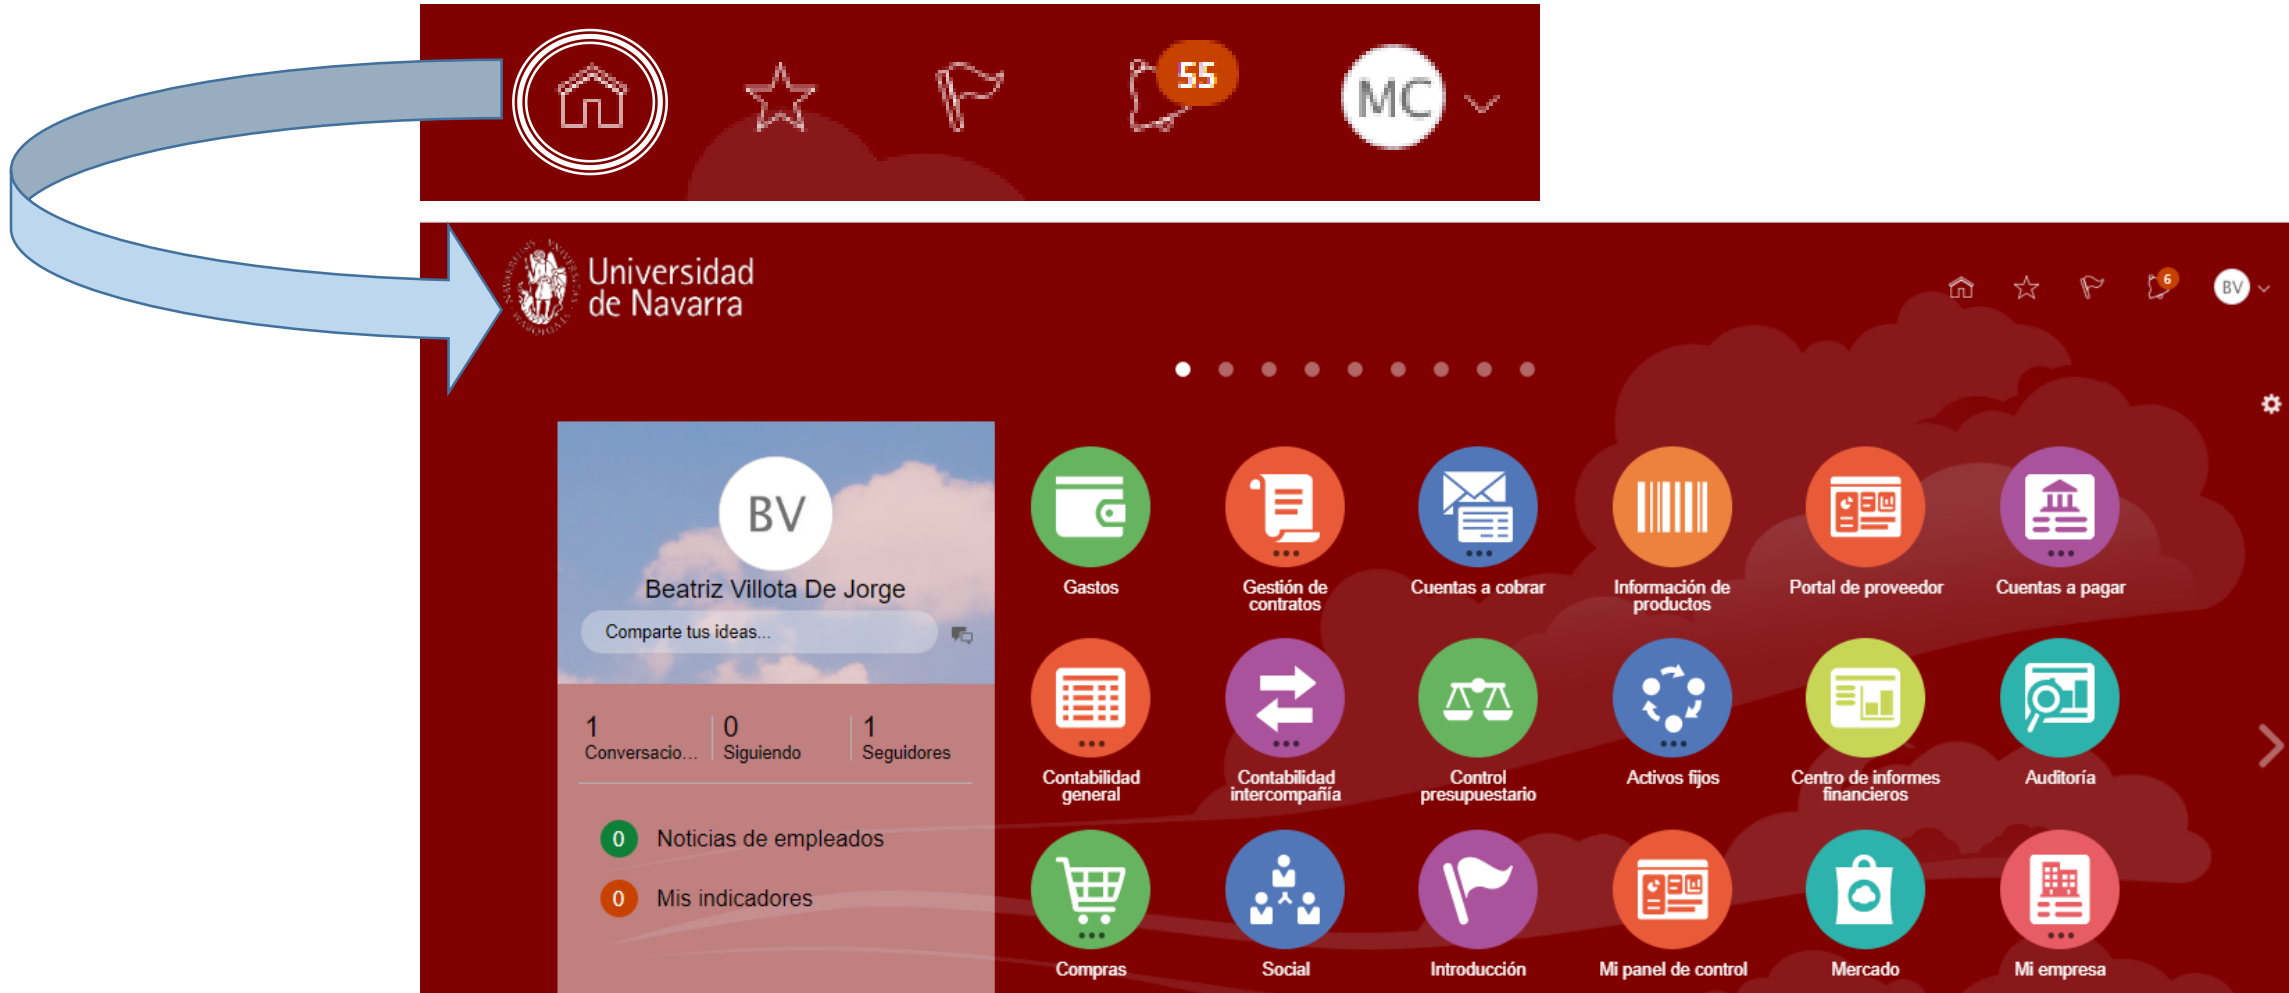 55
MC
Universidad
de Navarra
6
BV
BV
Beatriz Villota De Jorge
Comparte tus ideas...
1
0
1
Conversacio...
Siguiendo
Seguidores
0
Noticias de empleados
0
Mis indicadores
Gastos
Gestión de
contratos
Cuentas a cobrar
Información de
productos
Portal de proveedor
Cuentas a pagar
Contabilidad
general
Contabilidad
intercompañía
Control
presupuestario
Activos fijos
Centro de informes
financieros
Auditoría
Compras
Social
Introducción
Mi panel de control
Mercado
Mi empresa